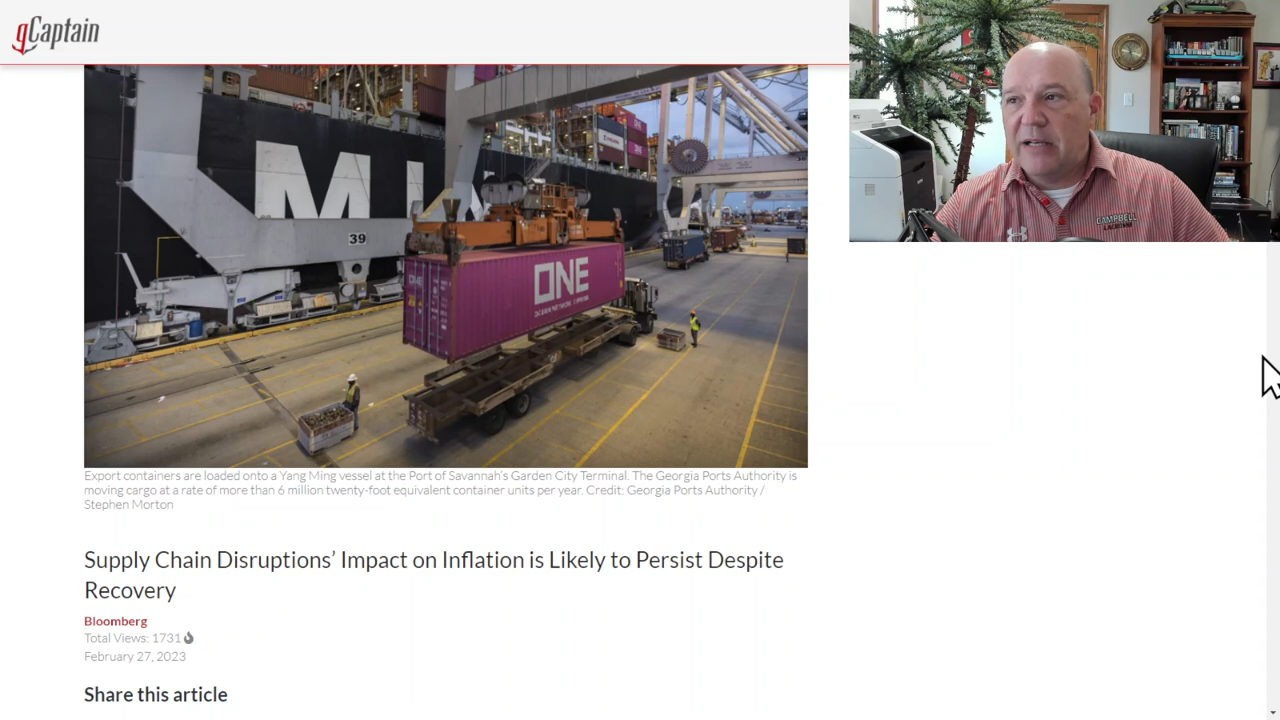 gCaptain
MIN
39
ONE
ONE
Export containers are loaded onto a Yang Ming vessel at the Port of Savannah's Garden City Terminal. The Georgia Ports Authority is
moving cargo at a rate of more than 6 million twenty-foot equivalent container units per year. Credit: Georgia Ports Authority /
Stephen Morton
Supply Chain Disruptions' Impact on Inflation is Likely to Persist Despite
Recovery
Bloomberg
Total Views: 1731
February 27, 2023
Share this article
CAMPBELL